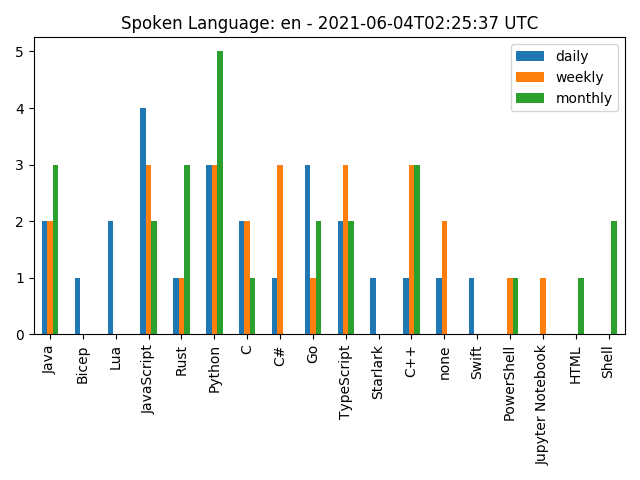 Spoken Language: en - 2021-06-04T02:25:37 UTC
daily
weekly
monthly
5
4
3
2
1
0
Java
Bicep
Lua
JavaScript
Rust
Python
C
C#
Go
TypeScript
Starlark
C++
none
Swift
PowerShell
Jupyter Notebook
HTML
Shell